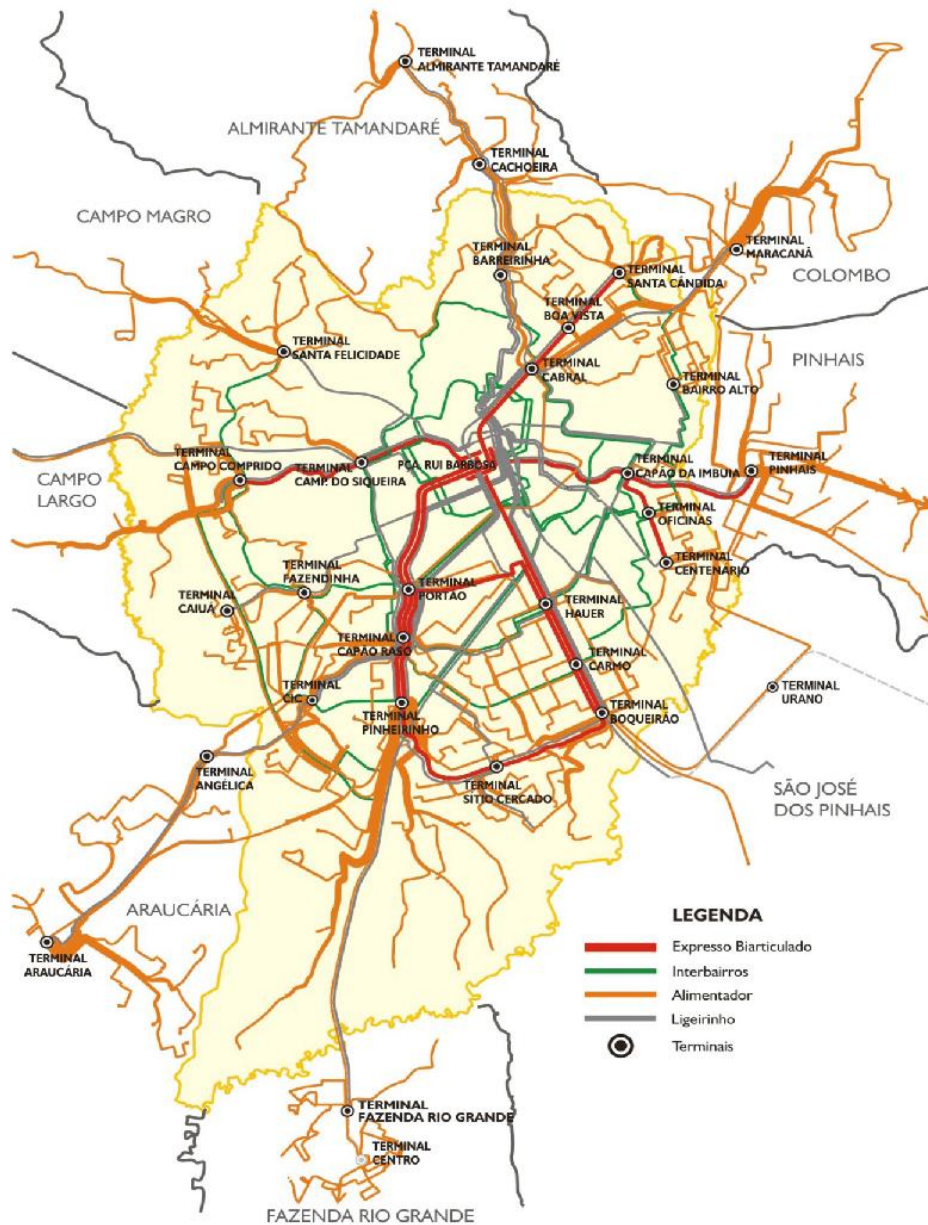 TERMINAL
ALMIRANTE TAMANDARÉ
ALMIRANTE TAMANDARÉ
TERMINAL
CACHOEIRA
CAMPO MAGRO
TERMINAL
BARREIRINHA
TERMINAL
MARACANÃ
TERMINAL
SANTA CÂNDIDA
COLOMBO
TERMINAL
BOA VISTA
TERMINAL
SANTA FELICIDADE
TERMINAL
CABRAL
PINHAIS
TERMINAL
BAIRRO ALTO
TERMINAL
CAMPO COMPRIDO
TERMINAL
CAMP. DO SIQUEIRA
PÇA. RUI BARBOSA
TERMINAL
CAPÃO DA IMBUIA
TERMINAL
PINHAIS
CAMPO
LARGO
TERMINAL
OFICINAS
TERMINAL
CENTENÁRIO
TERMINAL
FAZENDINHA
TERMINAL
PORTÃO
TERMINAL
CAIUÁ
TERMINAL
HAUER
TERMINAL
CAPÃO RASO
TERMINAL
CARMO
TERMINAL
CIC
TERMINAL
URANO
TERMINAL
PINHEIRINHO
TERMINAL
BOQUEIRÃO
TERMINAL
ANGÉLICA
TERMINAL
SITIO CERCADO
SÃO JOSÉ
DOS PINHAIS
ARAUCÁRIA
TERMINAL
ARAUCÁRIA
LEGENDA
Expresso Biarticulado
Interbairros
Alimentador
Ligeirinho
Terminais
TERMINAL
FAZENDA RIO GRANDE
TERMINAL
CENTRO
FAZENDA RIO GRANDE